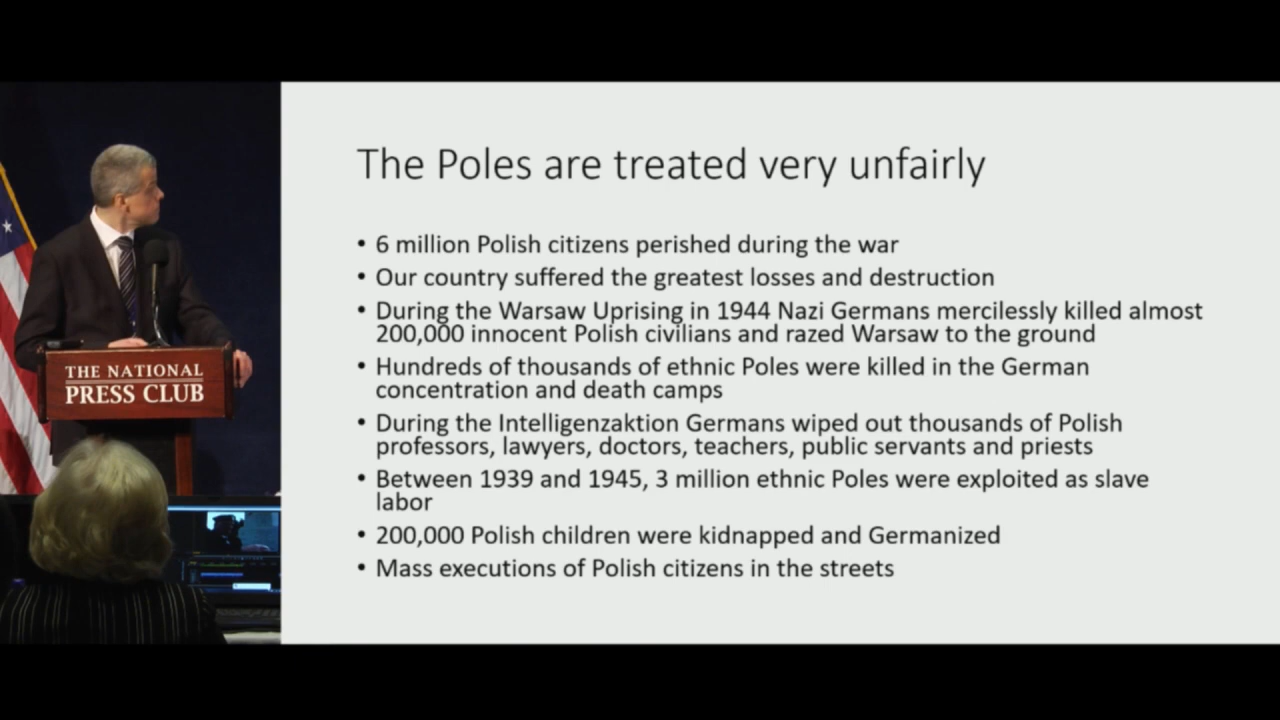 The Poles are treated very unfairly
• 6 million Polish citizens perished during the war
• Our country suffered the greatest losses and destruction
• During the Warsaw Uprising in 1944 Nazi Germans mercilessly killed almost
200,000 innocent Polish civilians and razed Warsaw to the ground
• Hundreds of thousands of ethnic Poles were killed in the German
concentration and death camps
• During the Intelligenzaktion Germans wiped out thousands of Polish
professors, lawyers, doctors, teachers, public servants and priests
• Between 1939 and 1945, 3 million ethnic Poles were exploited as slave
labor
• 200,000 Polish children were kidnapped and Germanized
• Mass executions of Polish citizens in the streets
THE NATIONAL
PRESS CLUB